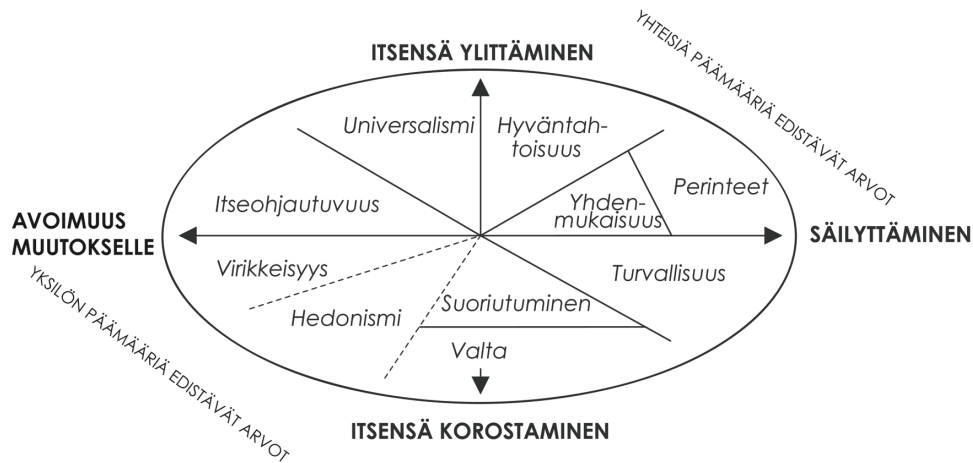 YHTEISIÄ PÄÄMÄÄRIÄ EDISTÄVÄT ARVOT
ITSENSÄ YLITTÄMINEN
Universalismi
Hyväntah-
toisuus
Perinteet
Yhden-
mukaisuus
Itseohjautuvuus
AVOIMUUS
MUUTOKSELLE
SÄILYTTÄMINEN
Virikkeisyys
Turvallisuus
Hedonismi
Suoriutuminen
Valta
YKSILÖN PÄÄMÄÄRIÄ EDISTÄVÄT ARVOT
ITSENSÄ KOROSTAMINEN